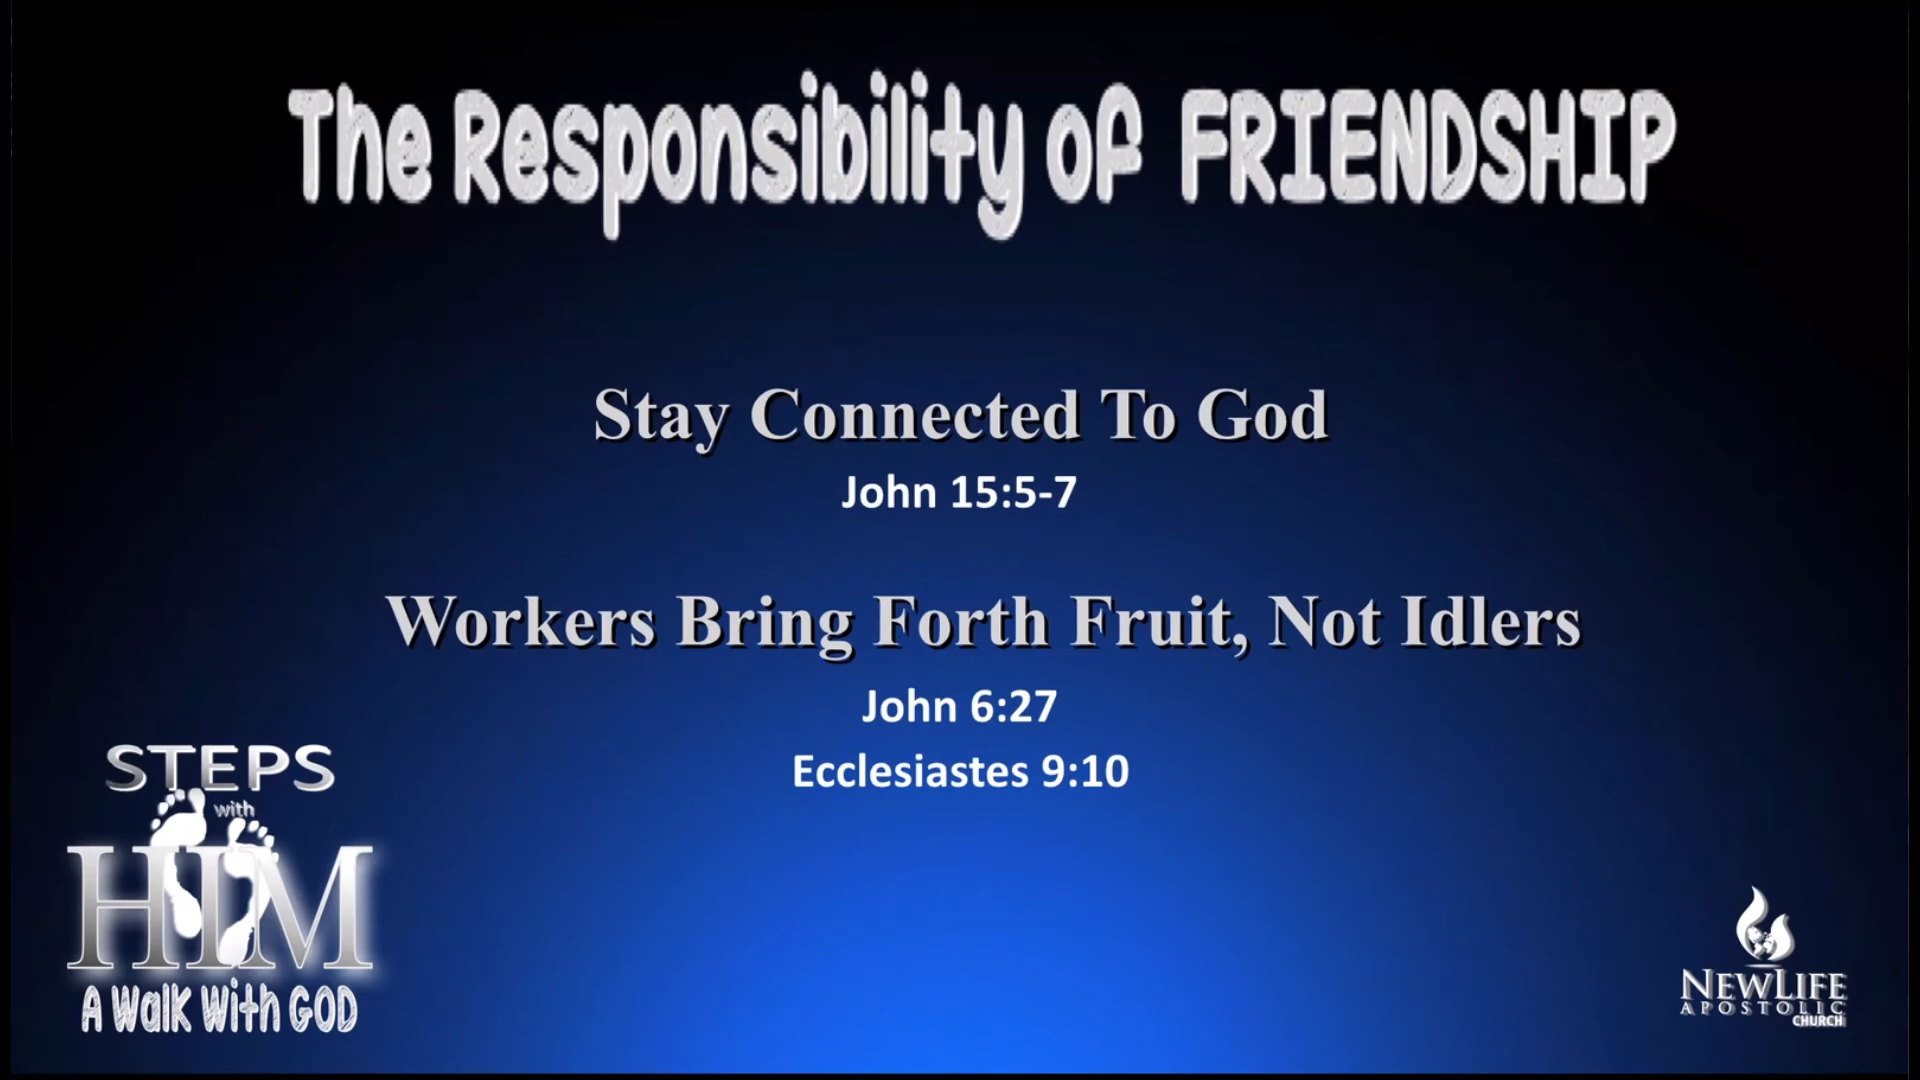 The Responsibility of FRIENDSHIP
Stay Connected To God
John 15:5-7
Workers Bring Forth Fruit, Not Idlers
John 6:27
Ecclesiastes 9:10
STEPS
with
HIM
A Walk With GOD
NEWLIFE
APOSTOLIC
CHURCH